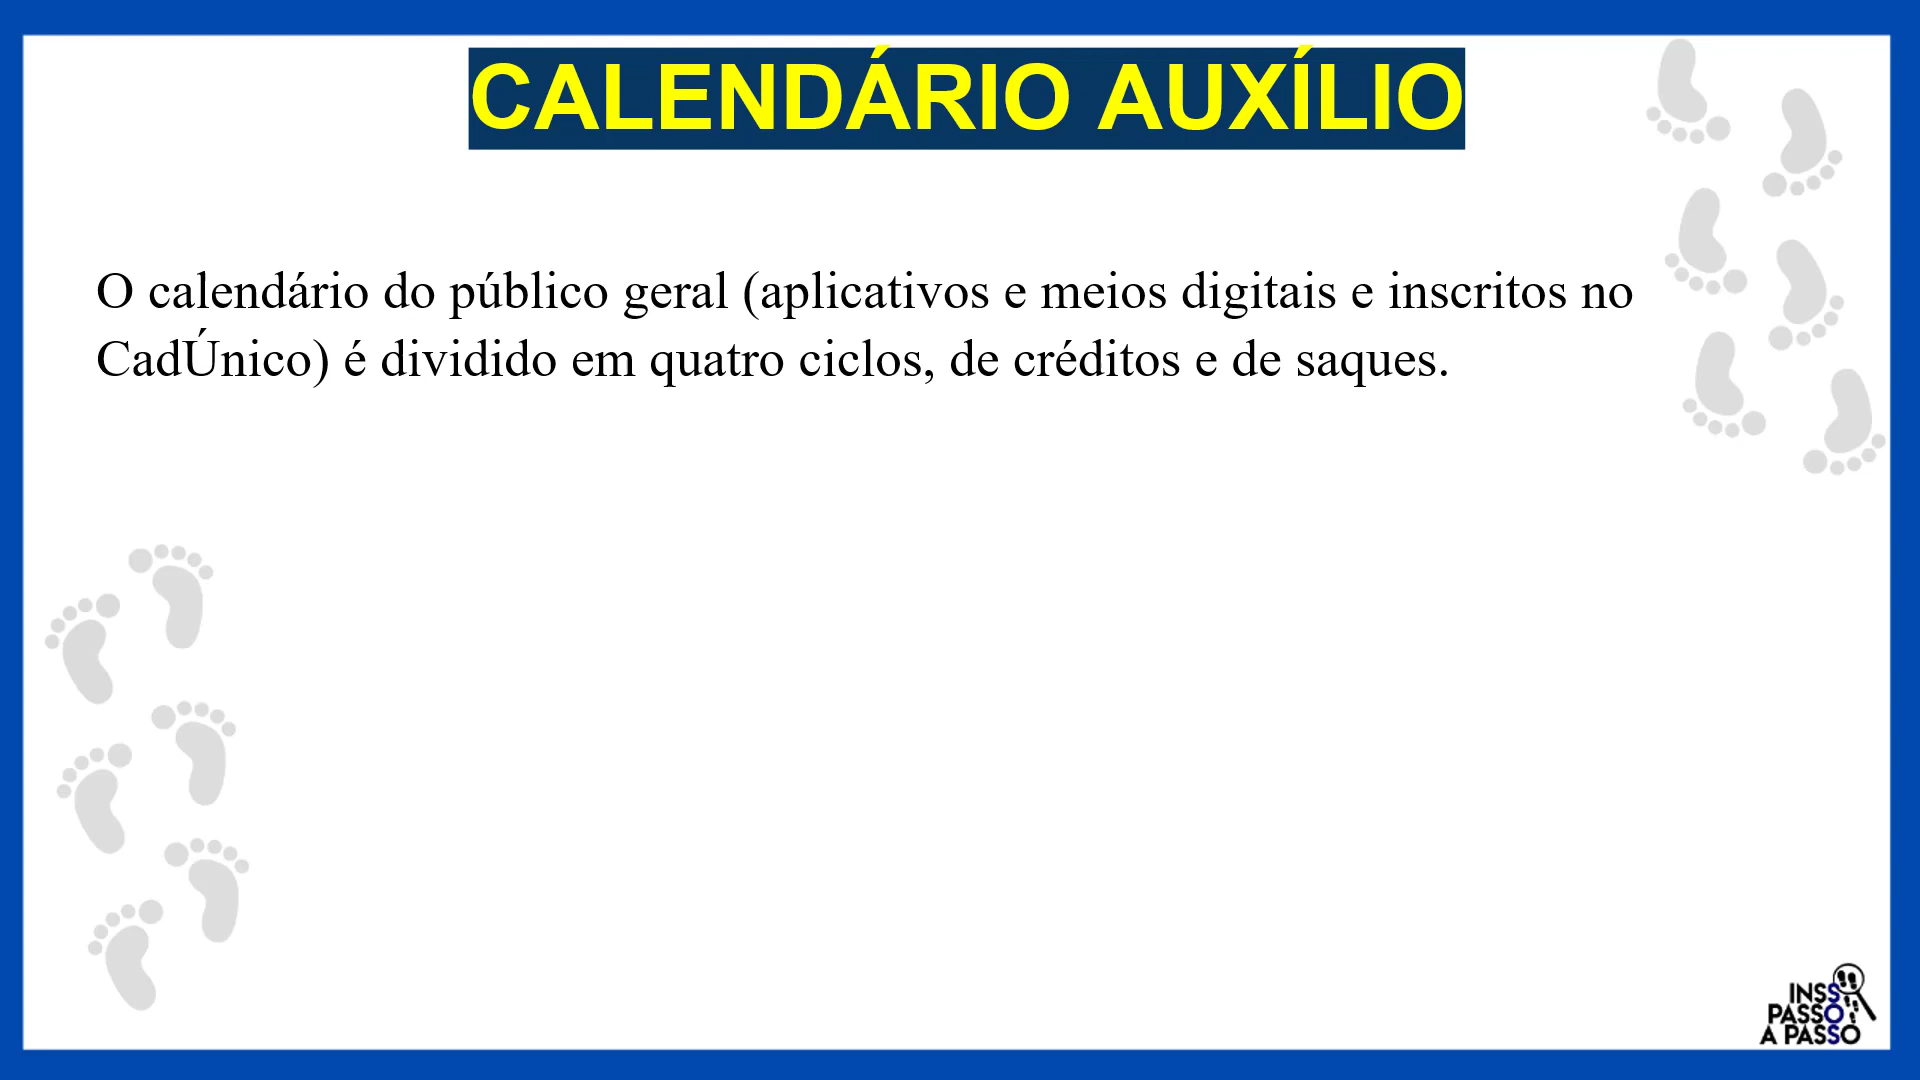 CALENDÁRIO AUXÍLIO
O calendário do público geral (aplicativos e meios digitais e inscritos no
CadÚnico) é dividido em quatro ciclos, de créditos e de saques.
INSS
PASSO
A PASSO